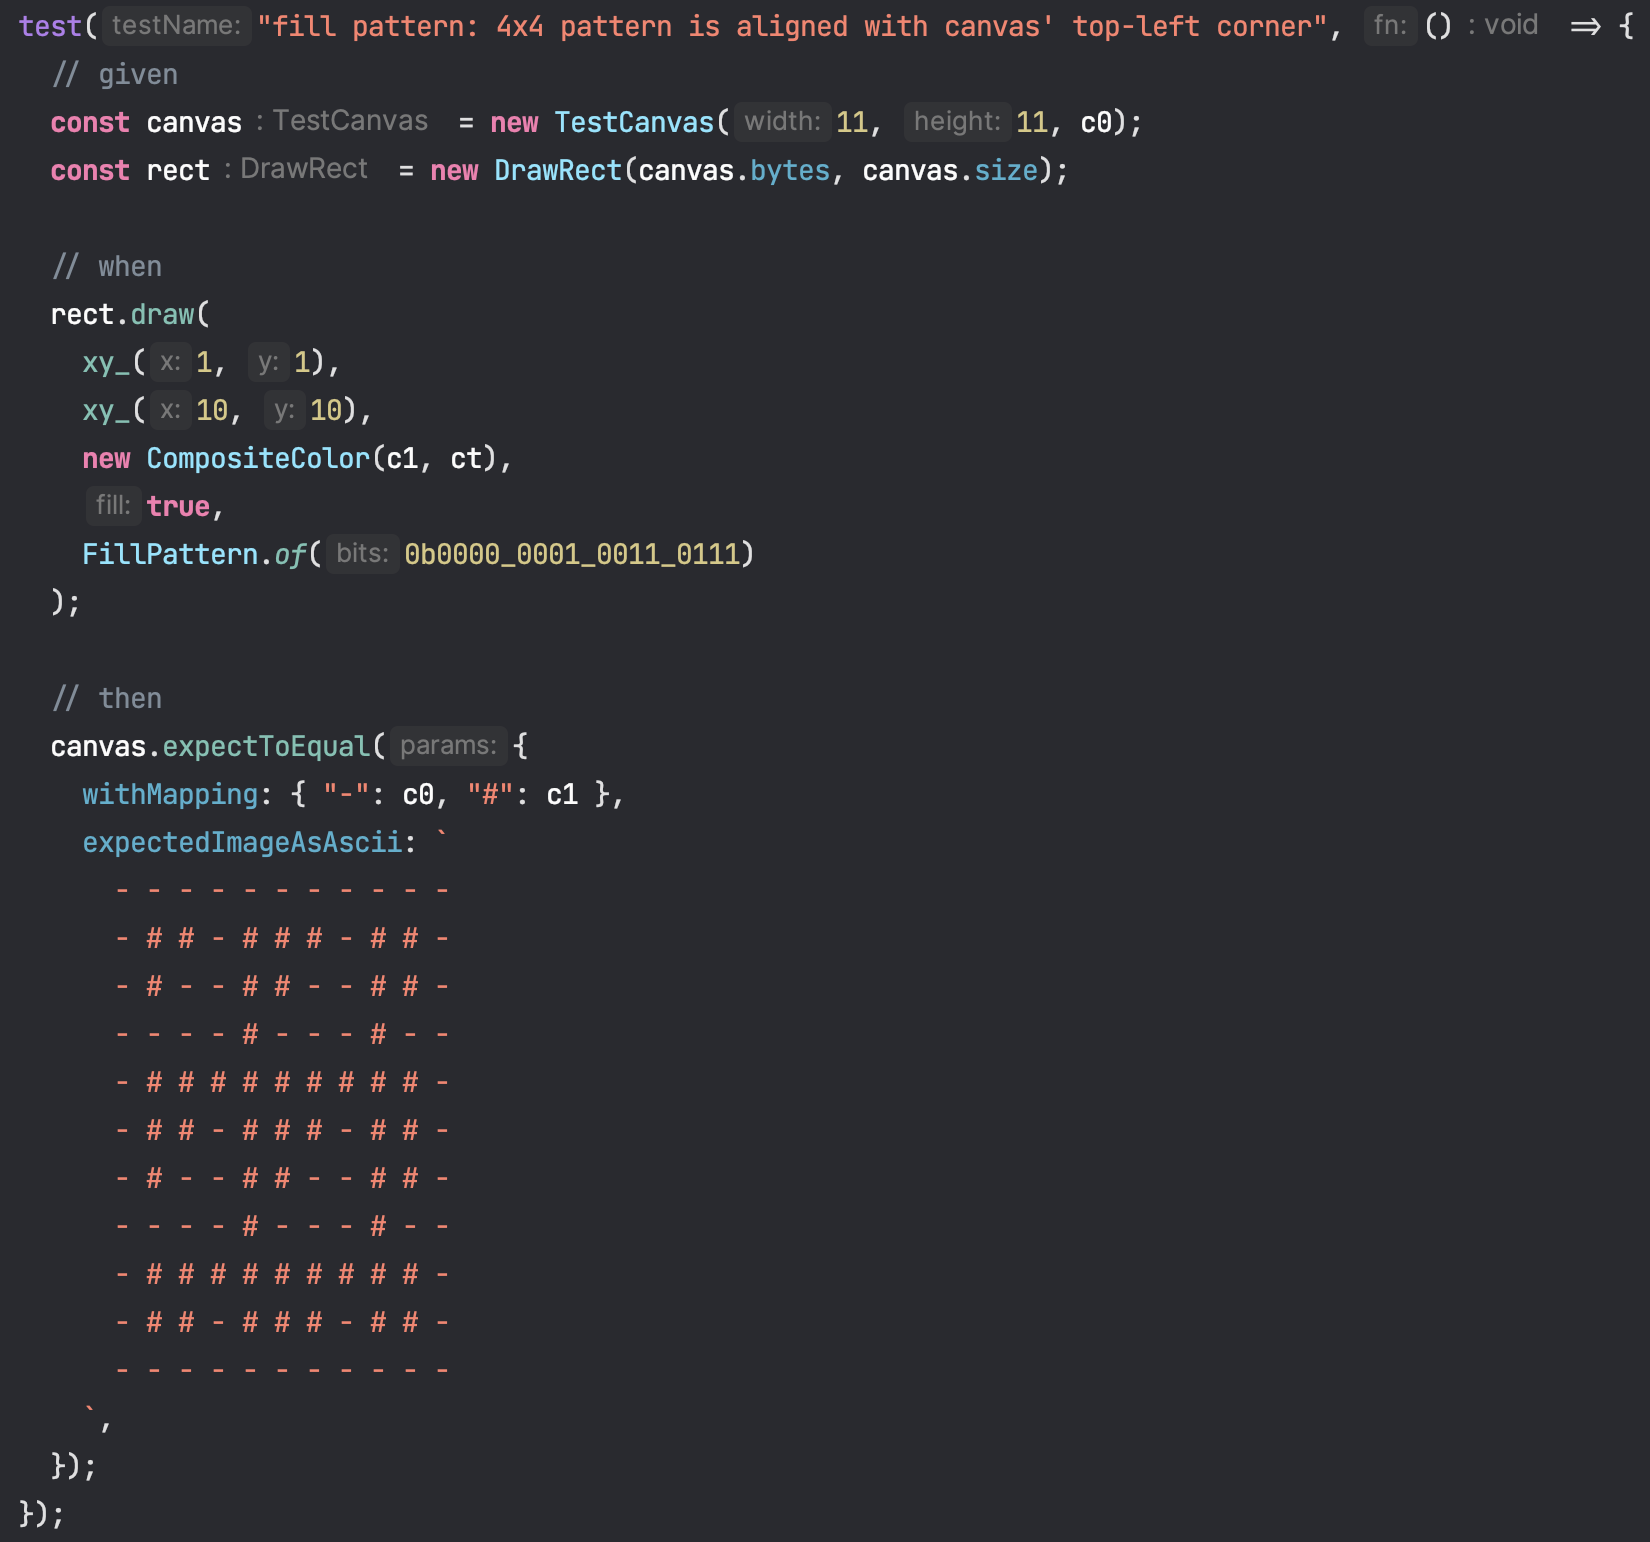 test( testName: "fill pattern: 4x4 pattern is aligned with canvas' top-left corner", fn: () : void => {
  // given
  const canvas : TestCanvas = new TestCanvas( width: 11, height: 11, c0);
  const rect : DrawRect = new DrawRect(canvas.bytes, canvas.size);

  // when
  rect.draw(
    xy_( x: 1, y: 1),
    xy_( x: 10, y: 10),
    new CompositeColor(c1, ct),
    fill: true,
    FillPattern.of( bits: 0b0000_0001_0011_0111)
  );

  // then
  canvas.expectToEqual( params: {
    withMapping: { "-": c0, "#": c1 },
    expectedImageAsAscii: `
      - - - - - - - - - - -
      - # # - # # # - # # -
      - # - - # # - - # # -
      - - - - # - - - # - -
      - # # # # # # # # # -
      - # # - # # # - # # -
      - # - - # # - - # # -
      - - - - # - - - # - -
      - # # # # # # # # # -
      - # # - # # # - # # -
      - - - - - - - - - - -
    `,
  });
});